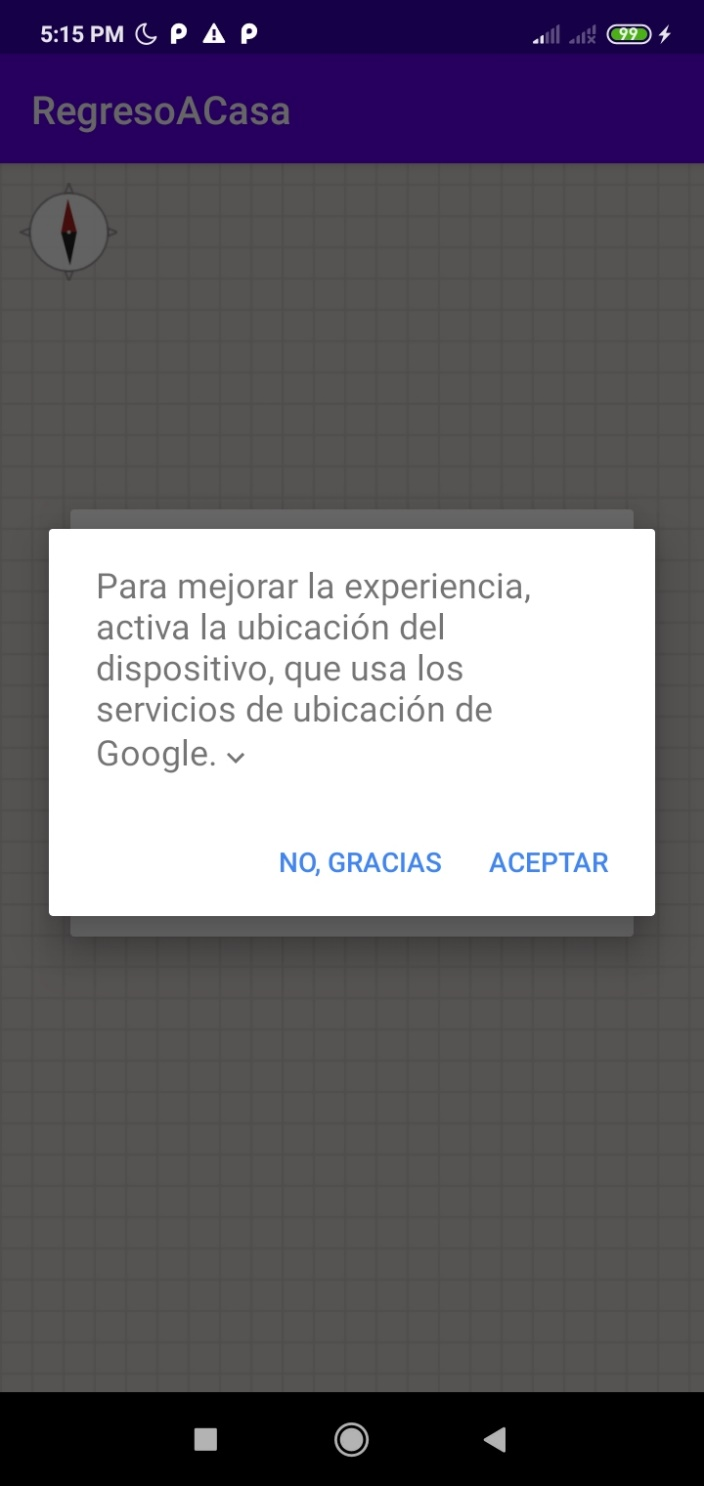 5:15 PM
99
RegresoACasa
Para mejorar la experiencia,
activa la ubicación del
dispositivo, que usa los
servicios de ubicación de
Google.
NO, GRACIAS ACEPTAR